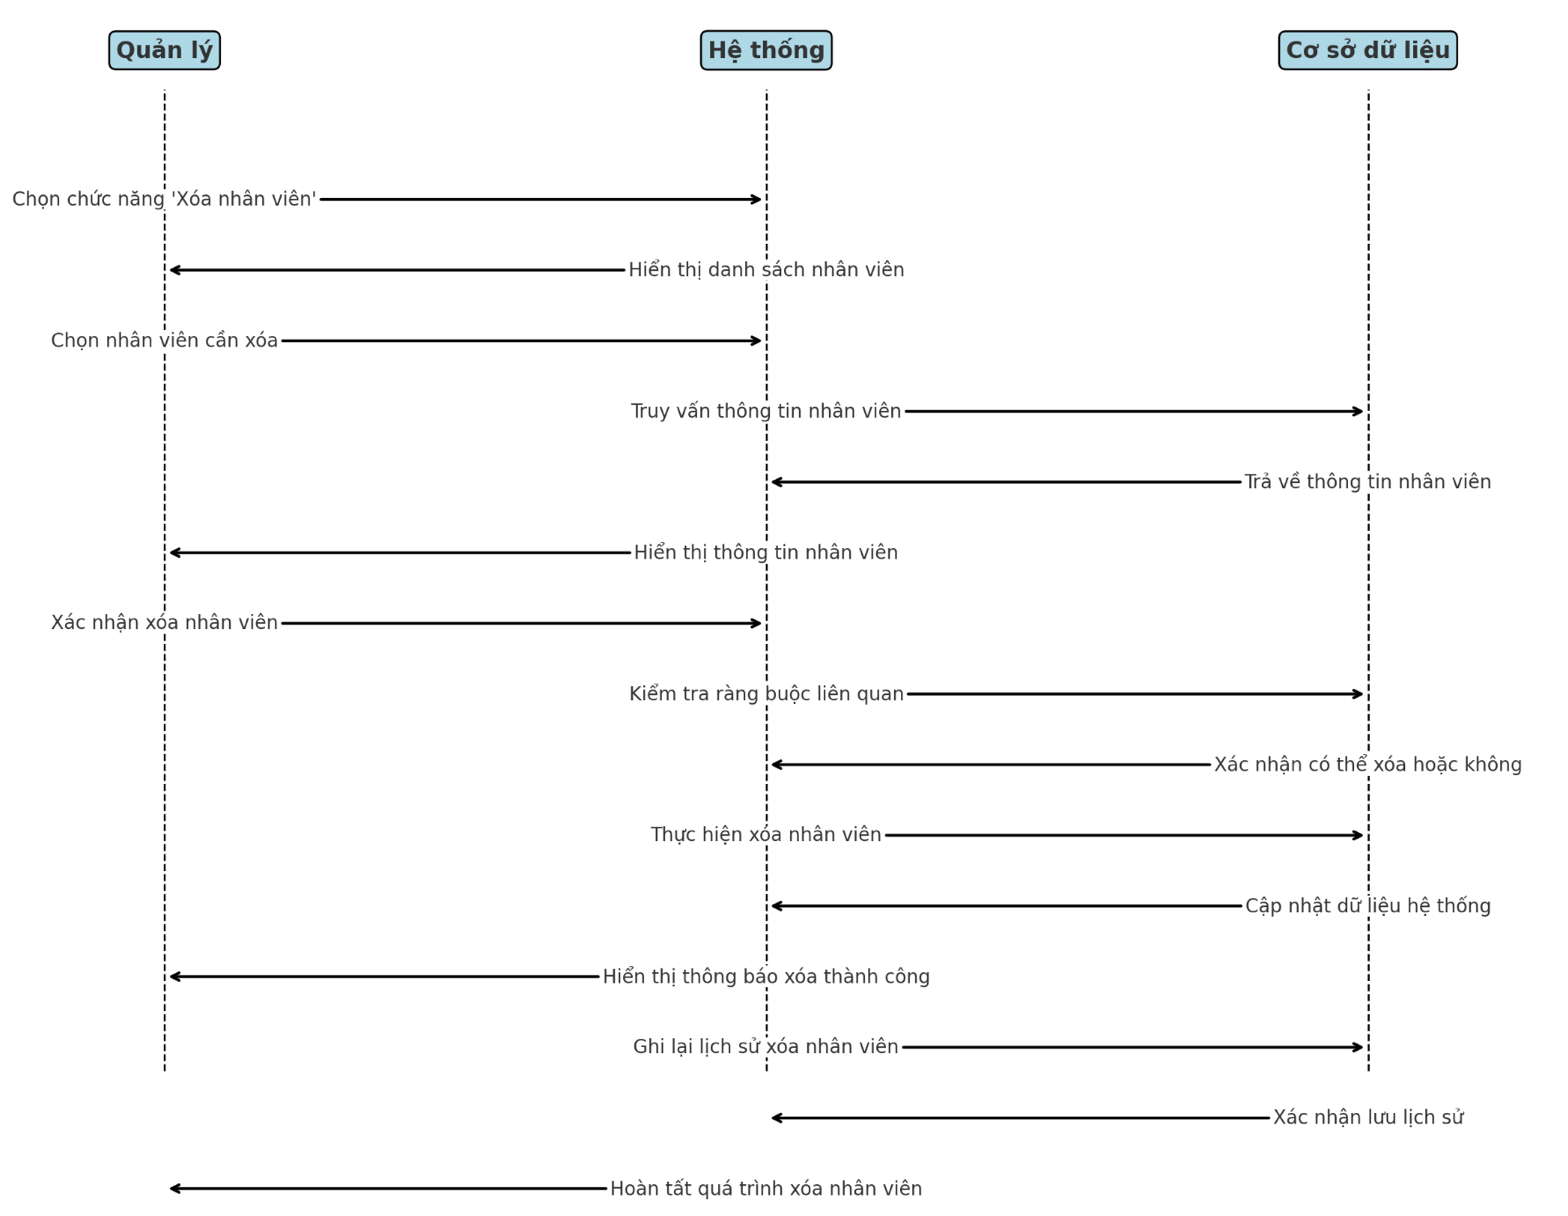 Quản lý
Hệ thống
Cơ sở dữ liệu
Chọn chức năng 'Xóa nhân viên'
Hiển thị danh sách nhân viên
Chọn nhân viên cần xóa
Truy vấn thông tin nhân viên
Trả về thông tin nhân viên
Hiển thị thông tin nhân viên
Xác nhận xóa nhân viên
Kiểm tra ràng buộc liên quan
Xác nhận có thể xóa hoặc không
Thực hiện xóa nhân viên
Cập nhật dữ liệu hệ thống
Hiển thị thông báo xóa thành công
Ghi lại lịch sử xóa nhân viên
Xác nhận lưu lịch sử
Hoàn tất quá trình xóa nhân viên